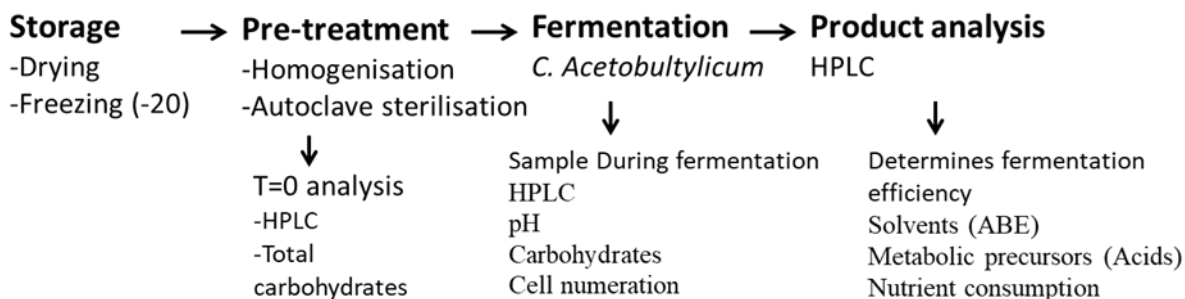 Storage
-Drying
-Freezing (-20)
Pre-treatment
-Homogenisation
-Autoclave sterilisation
T=0 analysis
-HPLC
-Total
carbohydrates
Fermentation
C. Acetobultylicum
Sample During fermentation
HPLC
pH
Carbohydrates
Cell numeration
Product analysis
HPLC
Determines fermentation
efficiency
Solvents (ABE)
Metabolic precursors (Acids)
Nutrient consumption